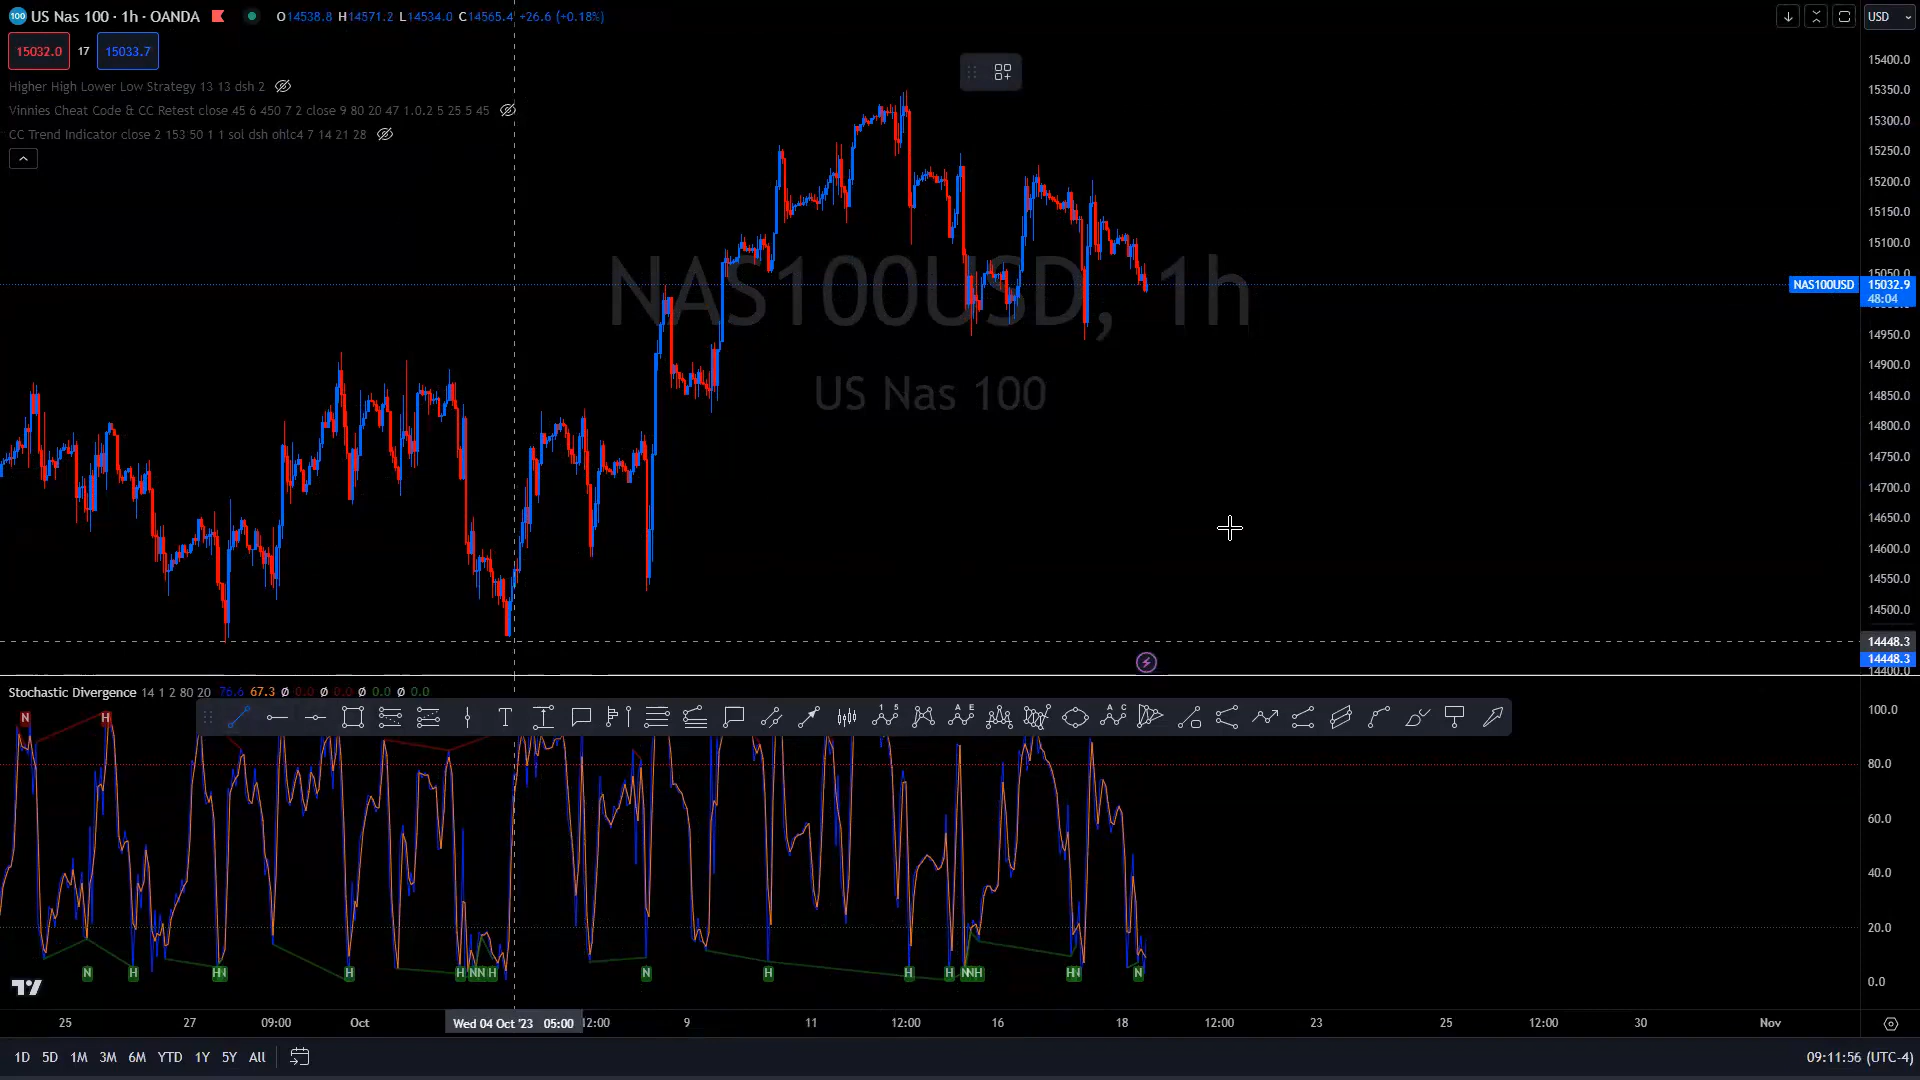 US Nas 100 · 1h · OANDA O14538.8 H14571.2 L14534.0 C14565.4 +26.6 (+0.18%)
USD
15032.0 17 15033.7
Higher High Lower Low Strategy 13 13 dsh 2
Vinnies Cheat Code & CC Retest close 45 6 450 7 2 close 9 80 20 47 1.0.2 5 25 5 45
CC Trend Indicator close 2 153 50 1 1 sol dsh ohlc4 7 14 21 28
NAS100USD, 1h
US Nas 100
15400.0
15350.0
15300.0
15250.0
15200.0
15150.0
15100.0
15050.0
NAS100USD 15032.9
48:04
14950.0
14900.0
14850.0
14800.0
14750.0
14700.0
14650.0
14600.0
14550.0
14500.0
14448.3
14448.3
14400.0
Stochastic Divergence 14 1 2 80 20 76.6 67.3 Ø 0.0 Ø 0.0 Ø 0.0 Ø 0.0
N H
100.0
80.0
60.0
40.0
20.0
0.0
N H HN H H NN H N H H H NNH HN N
25 27 09:00 Oct Wed 04 Oct '23 05:00 12:00 9 11 12:00 16 18 12:00 23 25 12:00 30 Nov
1D 5D 1M 3M 6M YTD 1Y 5Y All 09:11:56 (UTC-4)